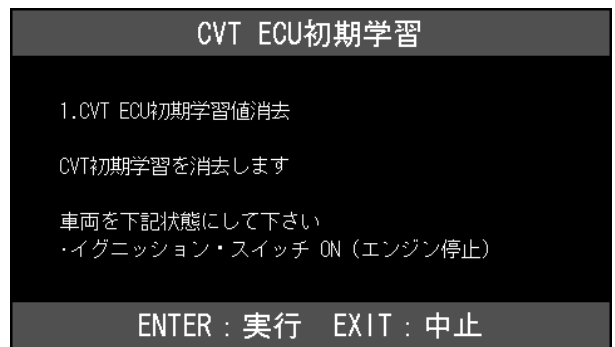 CVT ECU初期学習
1.CVT ECU初期学習値消去
CVT初期学習を消去します
車両を下記状態にして下さい
・イグニッション・スイッチ ON（エンジン停止）
ENTER：実行　EXIT：中止